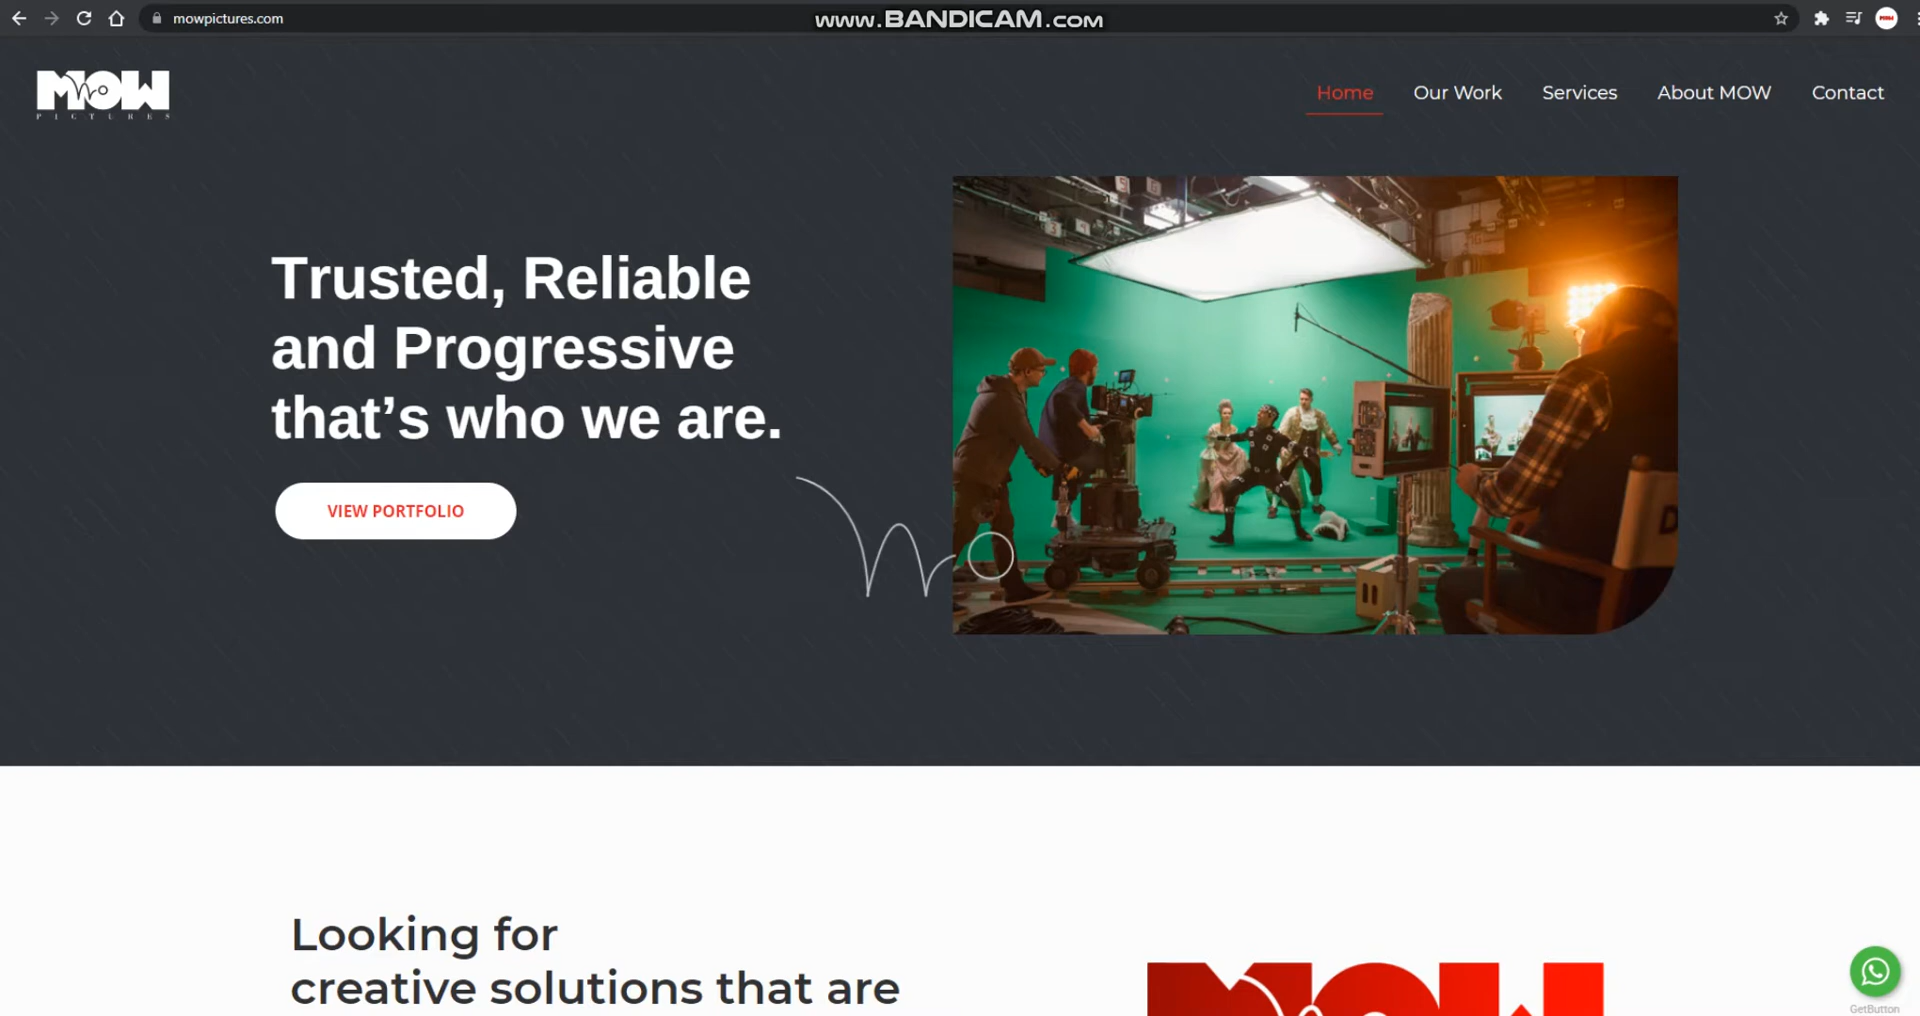 mowpictures.com
www.BANDICAM.com
MOW
PICTURES
Home
Our Work
Services
About MOW
Contact
Trusted, Reliable
and Progressive
that’s who we are.
VIEW PORTFOLIO
Looking for
creative solutions that are
MOW
GetButton